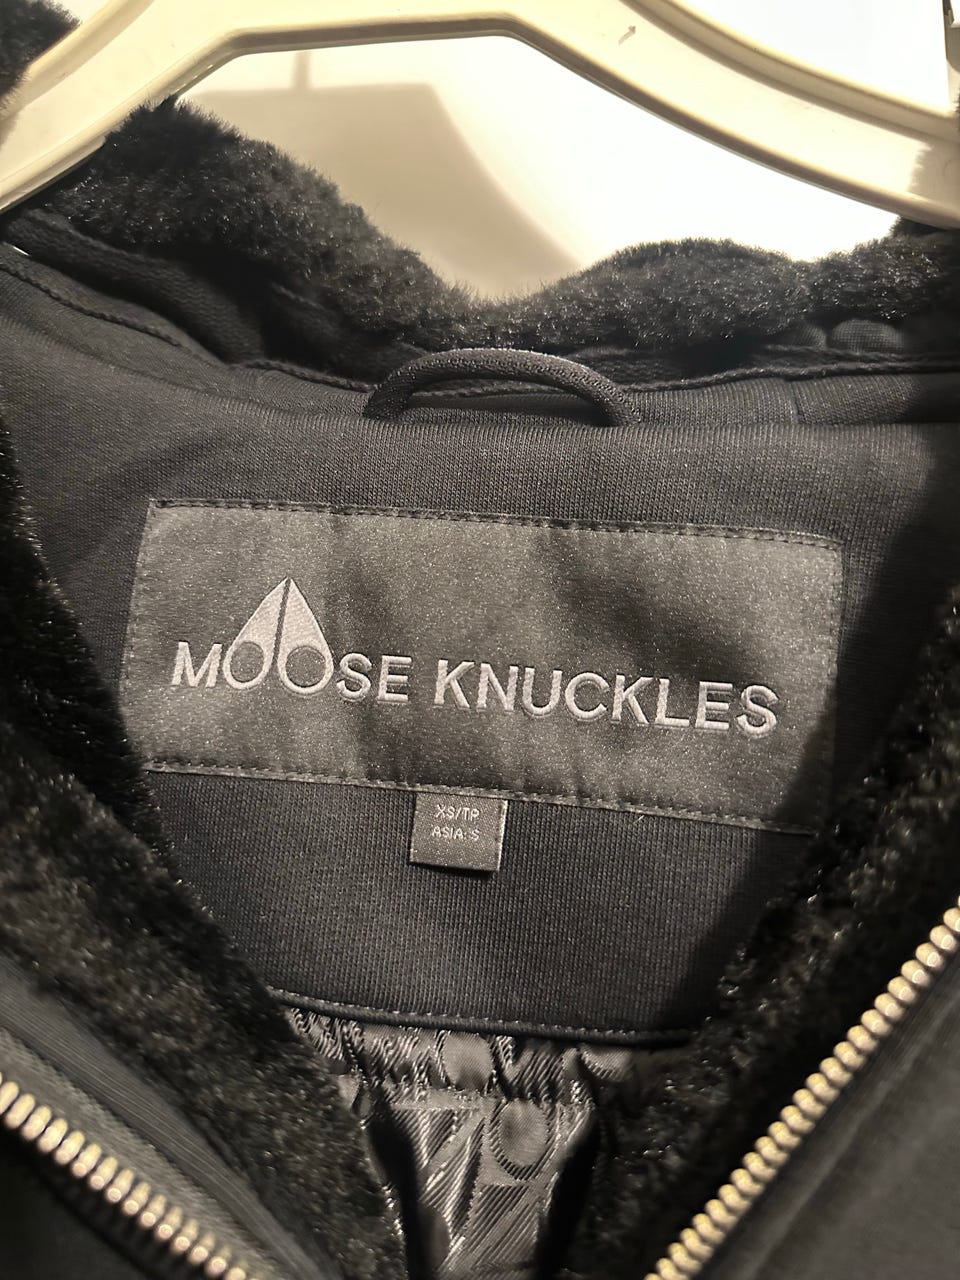 MOOSE KNUCKLES
XS/TP
ASIA: S